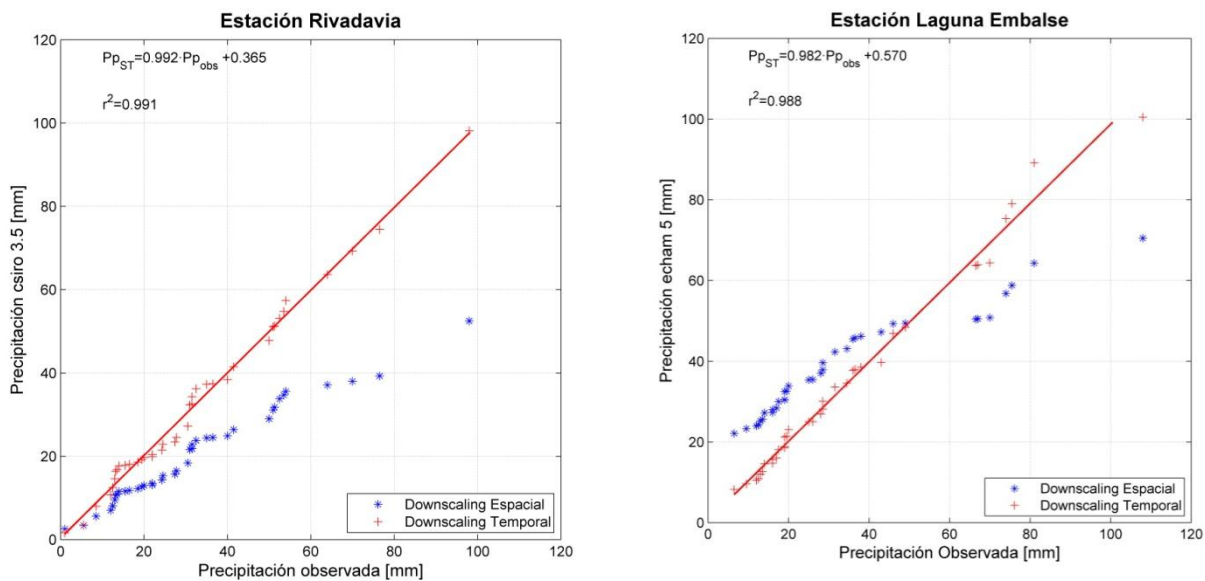 Estación Rivadavia
Pp_ST=0.992·Pp_obs +0.365
r^2=0.991
Precipitación csiro 3.5 [mm]
120
100
80
60
40
20
0
Downscaling Espacial
Downscaling Temporal
0 20 40 60 80 100 120
Precipitación observada [mm]
Estación Laguna Embalse
Pp_ST=0.982·Pp_obs +0.570
r^2=0.988
Precipitación echam 5 [mm]
120
100
80
60
40
20
0
Downscaling Espacial
Downscaling Temporal
0 20 40 60 80 100 120
Precipitación Observada [mm]